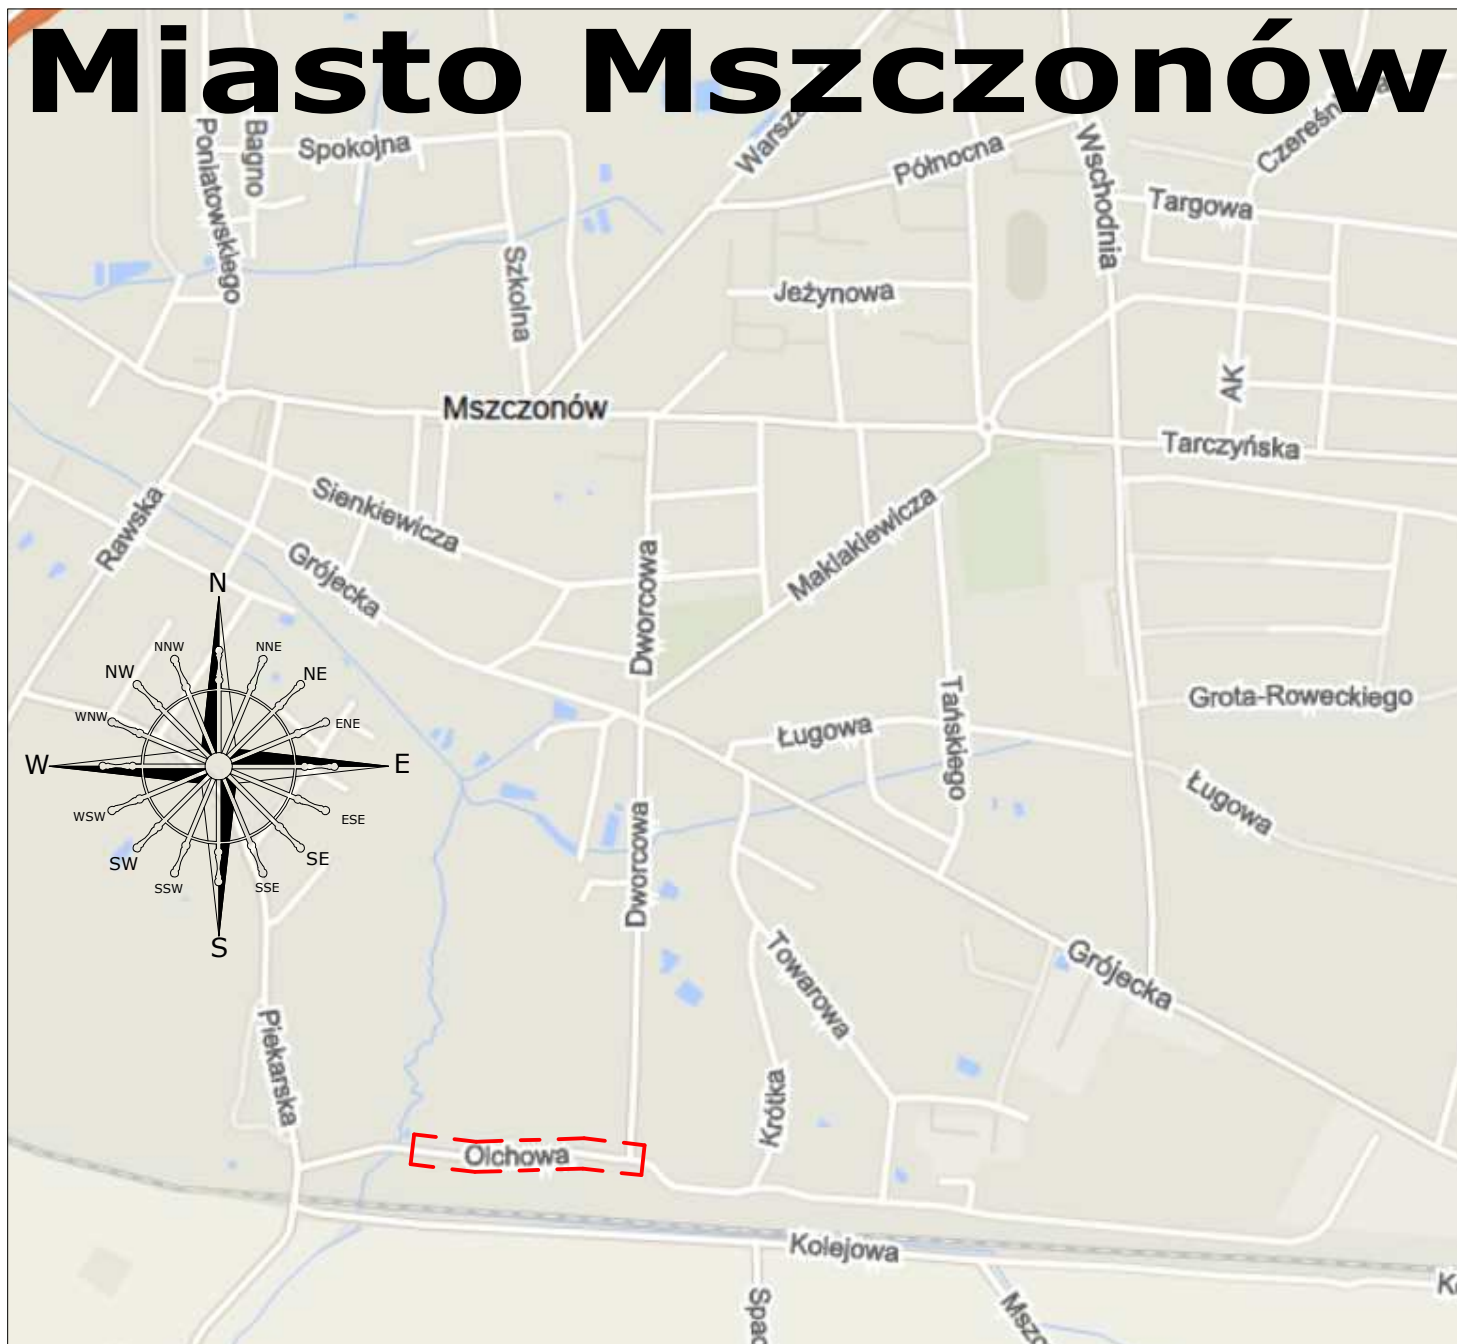 Miasto Mszczonów
Poniatowskiego
Bagno
Spokojna
Szkolna
Północna
Wschodnia
Targowa
Jeżynowa
AK
Mszczonów
Tarczyńska
Rawska
Sienkiewicza
Grójecka
Dworcowa
Maklakiewicza
Tańskiego
Grota-Roweckiego
Ługowa
Ługowa
Dworcowa
N
NNW
NNE
NW
NE
WNW
ENE
W
E
WSW
ESE
SW
SE
SSW
SSE
S
Piekarska
Towarowa
Grójecka
Krótka
Olchowa
Kolejowa